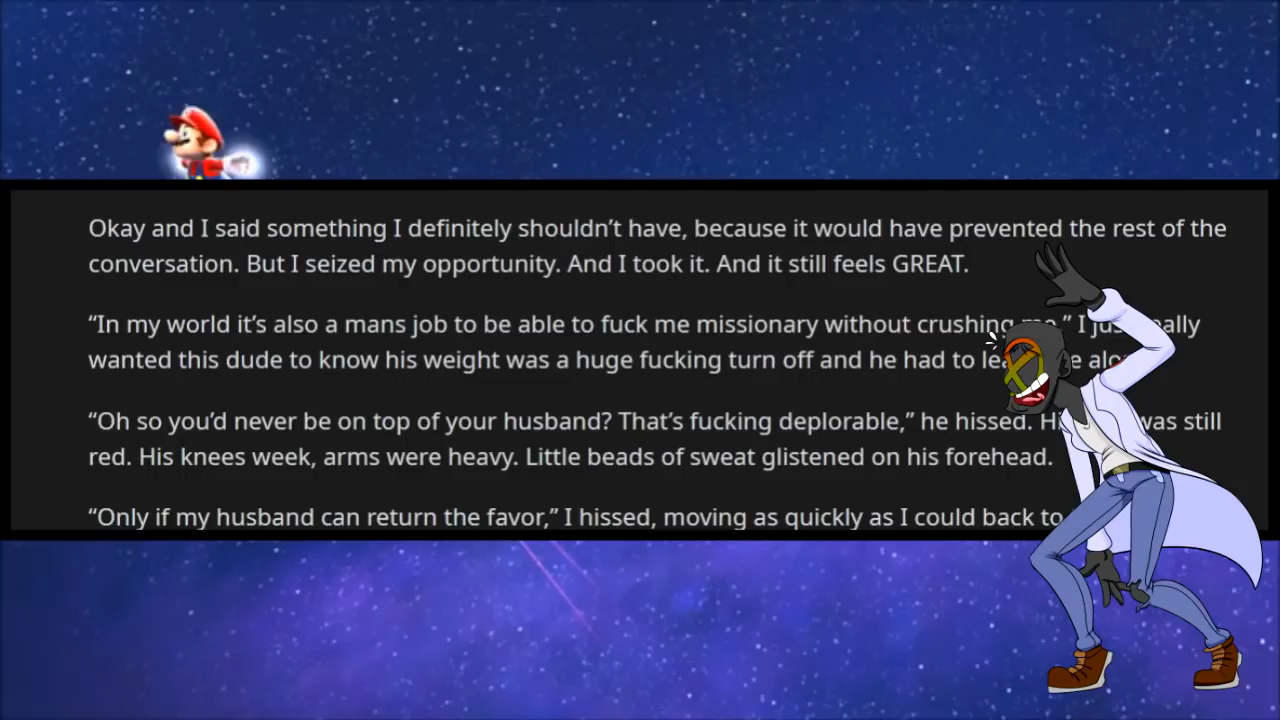 Okay and I said something I definitely shouldn’t have, because it would have prevented the rest of the
conversation. But I seized my opportunity. And I took it. And it still feels GREAT.
“In my world it’s also a mans job to be able to fuck me missionary without crushing me.” I
wanted this dude to know his weight was a huge fucking turn off and he had to
“Oh so you’d never be on top of your husband? That’s fucking deplorable,” he hissed. was still
red. His knees week, arms were heavy. Little beads of sweat glistened on his forehead.
“Only if my husband can return the favor,” I hissed, moving as quickly as I could back to